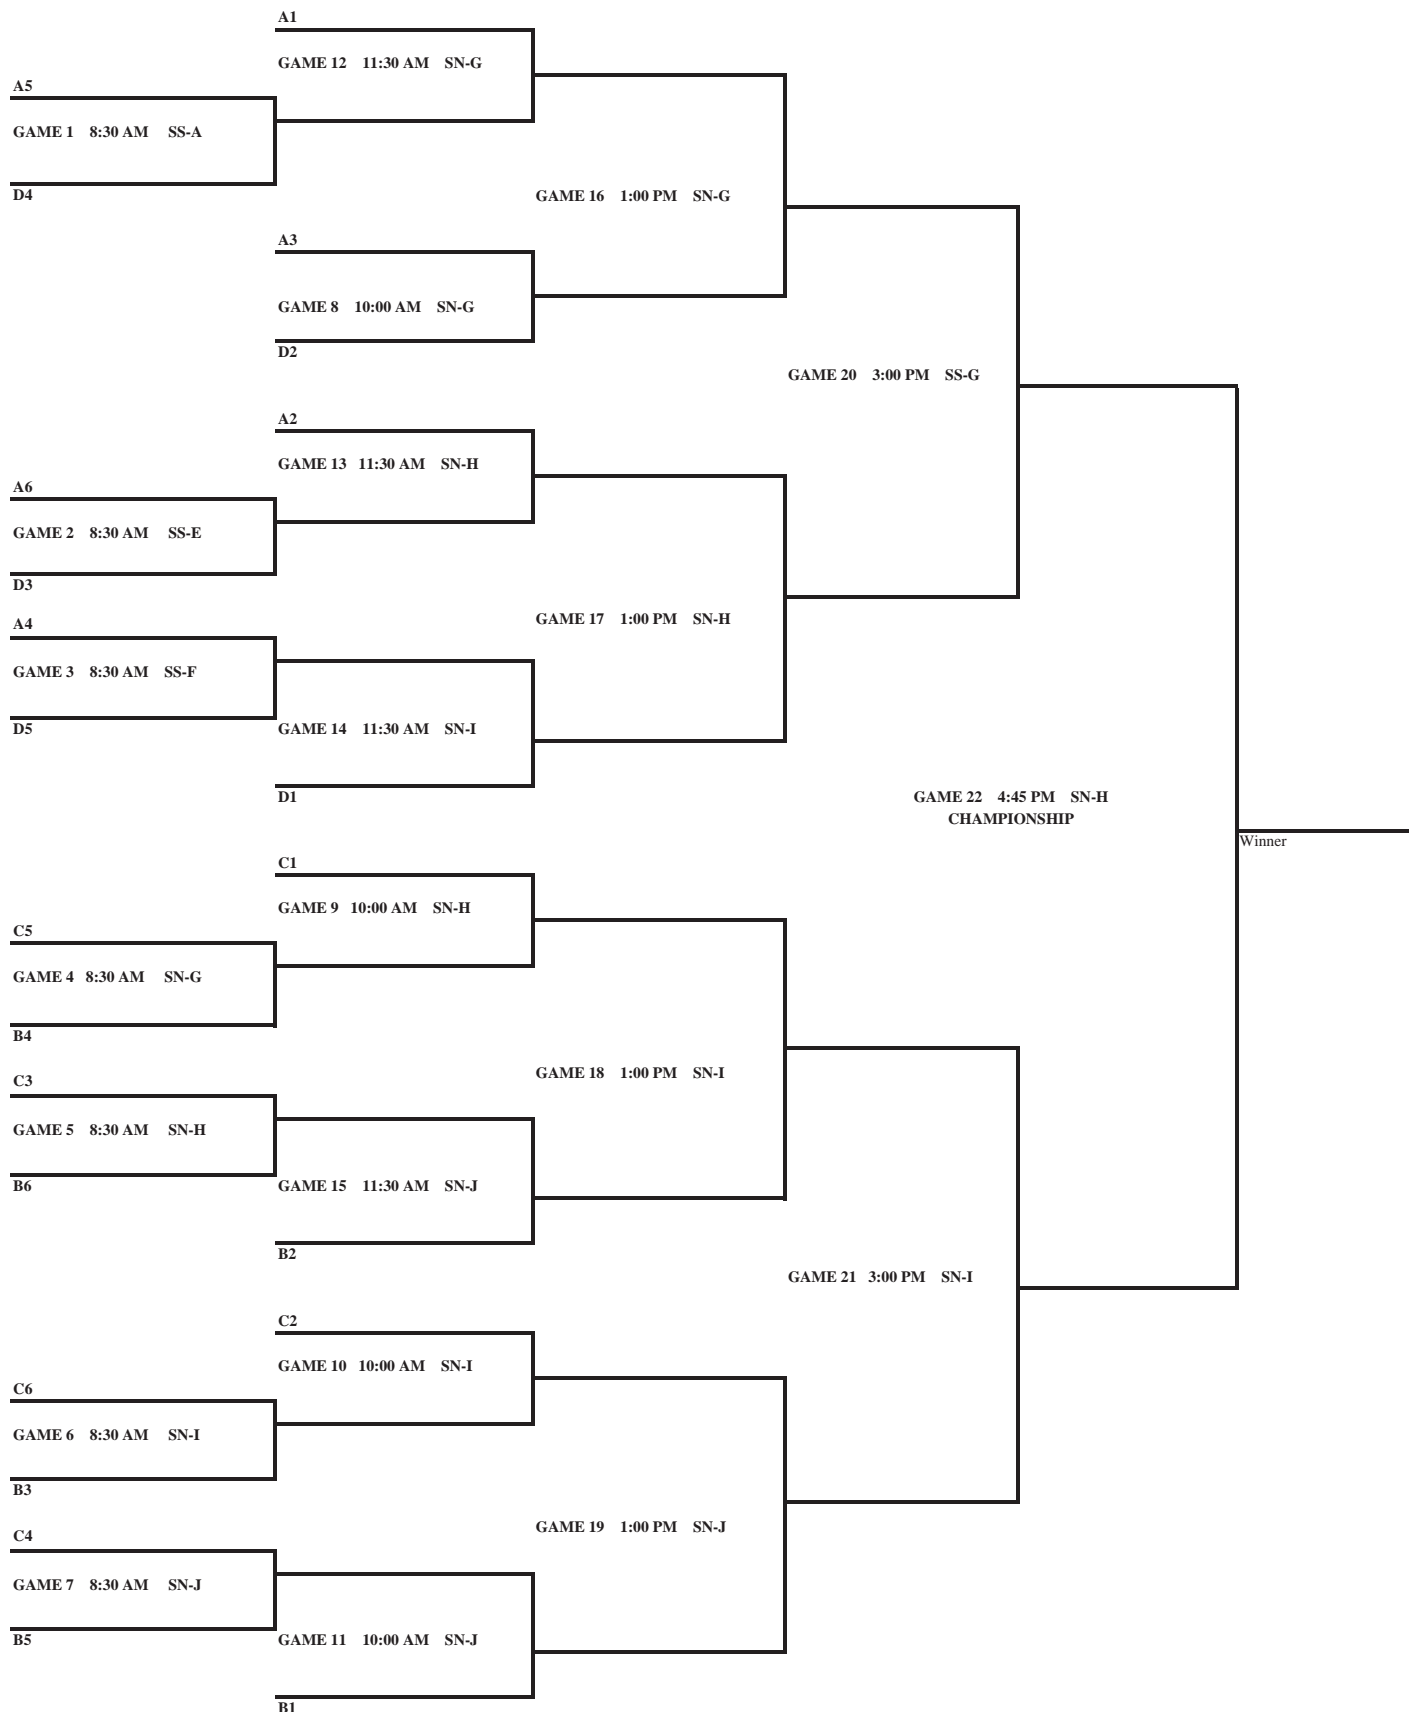 A1
GAME 12 11:30 AM SN-G
A5
GAME 1 8:30 AM SS-A
D4
GAME 16 1:00 PM SN-G
A3
GAME 8 10:00 AM SN-G
D2
GAME 20 3:00 PM SS-G
A2
GAME 13 11:30 AM SN-H
A6
GAME 2 8:30 AM SS-E
D3
GAME 17 1:00 PM SN-H
A4
GAME 3 8:30 AM SS-F
D5
GAME 14 11:30 AM SN-I
D1
GAME 22 4:45 PM SN-H
CHAMPIONSHIP
Winner
C1
GAME 9 10:00 AM SN-H
C5
GAME 4 8:30 AM SN-G
B4
GAME 18 1:00 PM SN-I
C3
GAME 5 8:30 AM SN-H
B6
GAME 15 11:30 AM SN-J
B2
GAME 21 3:00 PM SN-I
C2
GAME 10 10:00 AM SN-I
C6
GAME 6 8:30 AM SN-I
B3
GAME 19 1:00 PM SN-J
C4
GAME 7 8:30 AM SN-J
B5
GAME 11 10:00 AM SN-J
B1